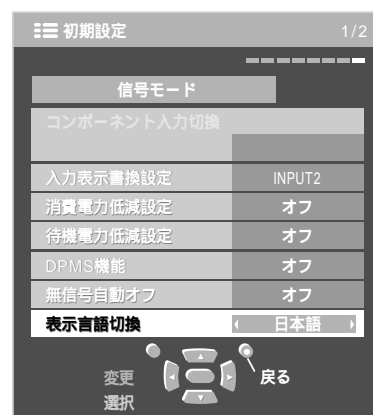 初期設定 1/2
信号モード
コンポーネント入力切換
入力表示書換設定 INPUT2
消費電力低減設定 オフ
待機電力低減設定 オフ
DPMS機能 オフ
無信号自動オフ オフ
表示言語切換 日本語
変更 戻る
選択